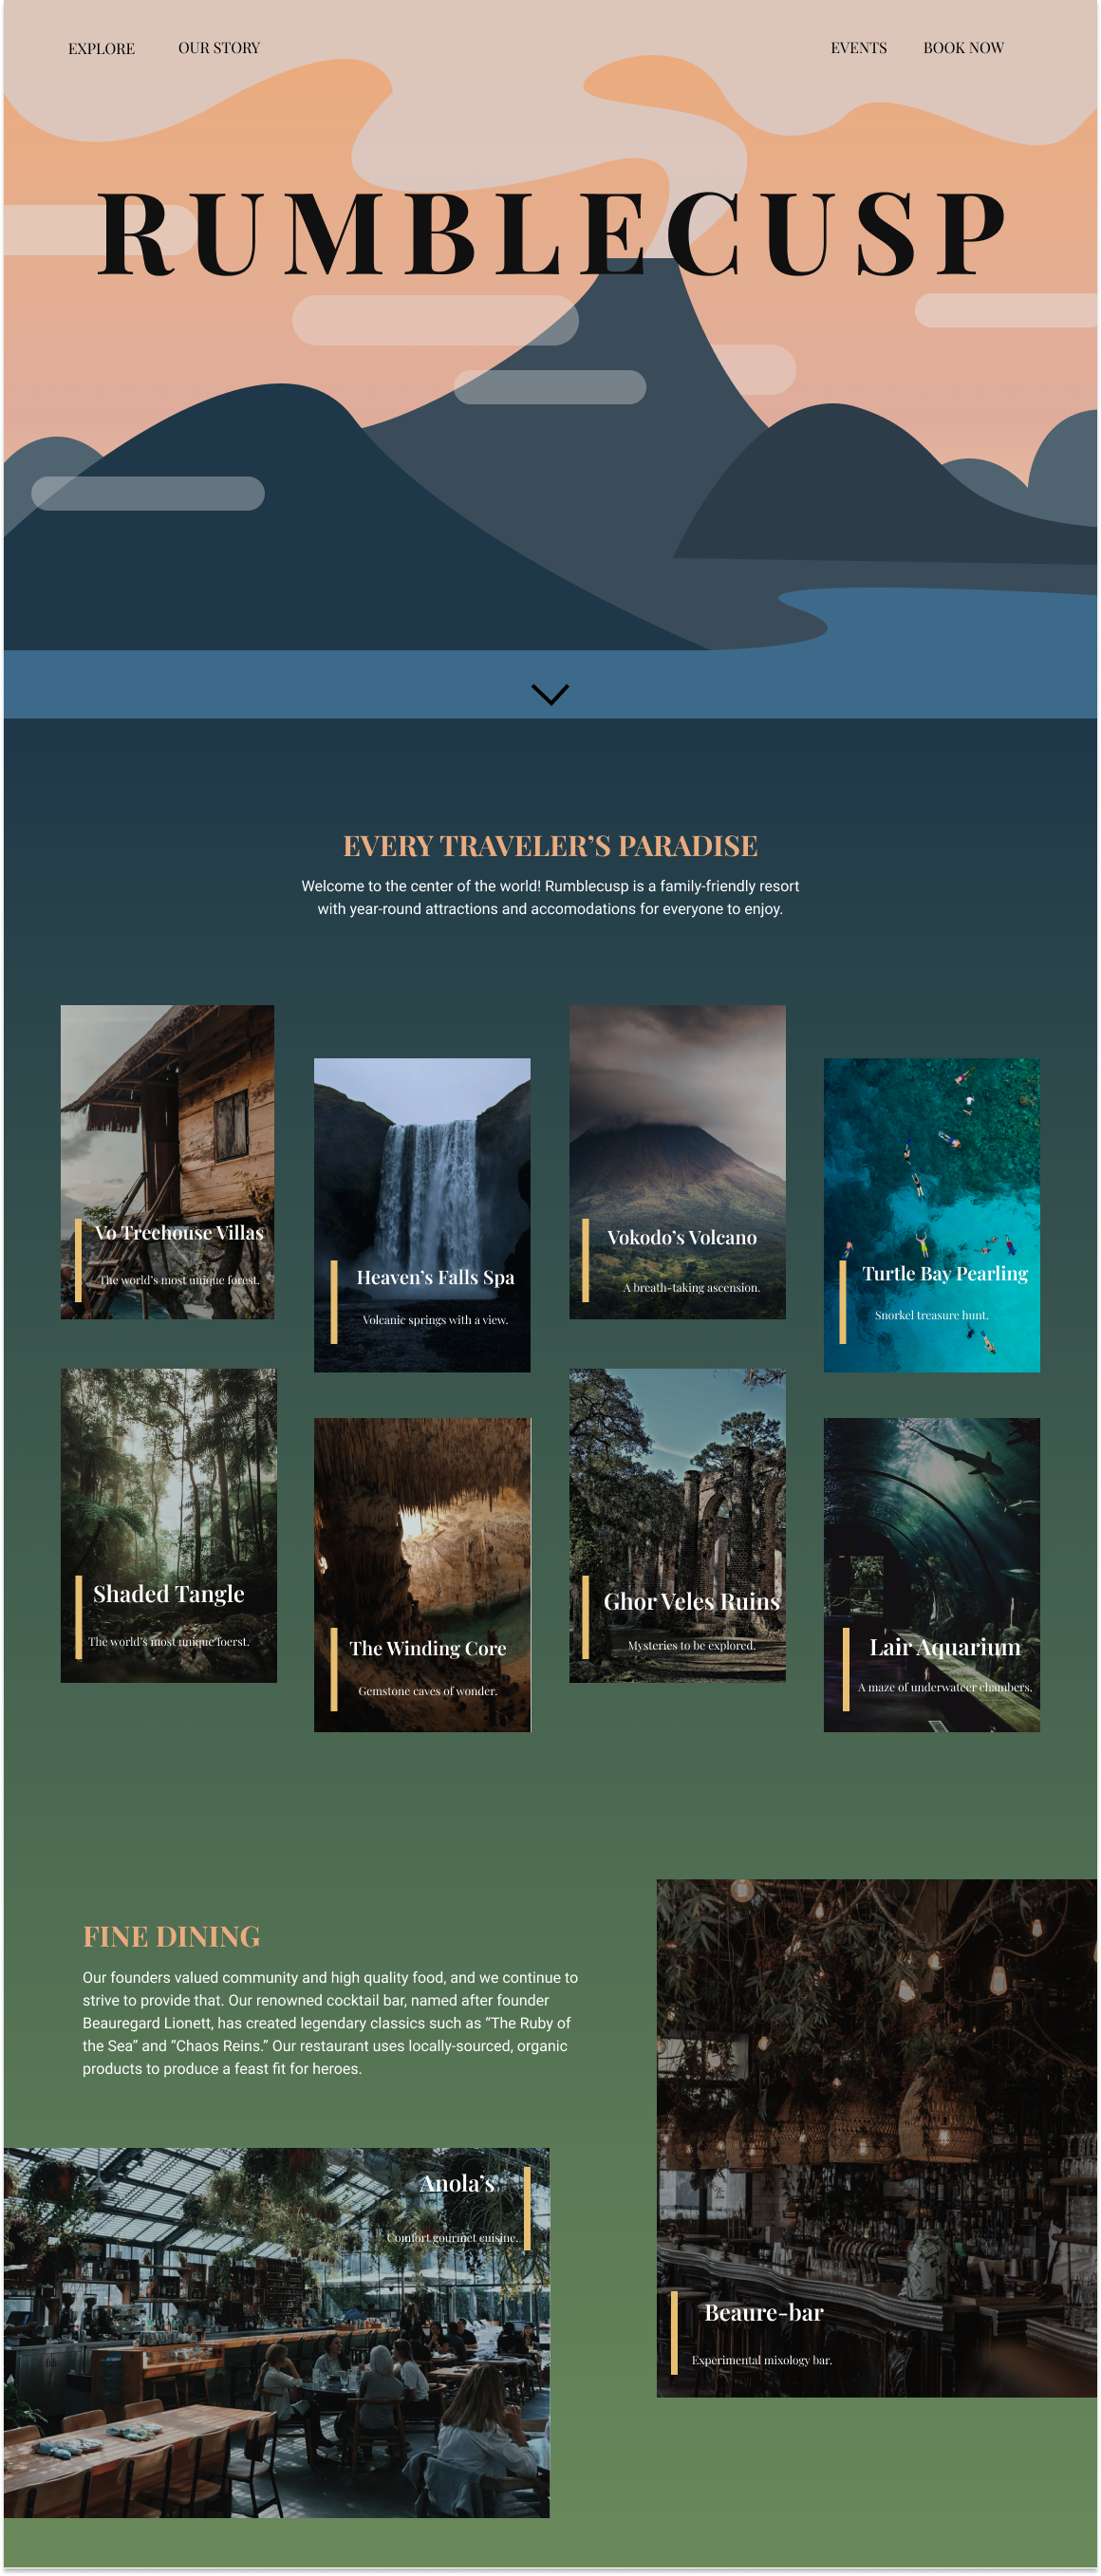 EXPLORE OUR STORY EVENTS BOOK NOW
RUMBLECUSP
EVERY TRAVELER’S PARADISE
Welcome to the center of the world! Rumblecusp is a family-friendly resort
with year-round attractions and accomodations for everyone to enjoy.
Vo Treehouse Villas
The world’s most unique forest.
Heaven’s Falls Spa
Volcanic springs with a view.
Vokodo’s Volcano
A breath-taking ascension.
Turtle Bay Pearling
Snorkel treasure hunt.
Shaded Tangle
The world’s most unique foerst.
The Winding Core
Gemstone caves of wonder.
Ghor Veles Ruins
Mysteries to be explored.
Lair Aquarium
A maze of underwateer chambers.
FINE DINING
Our founders valued community and high quality food, and we continue to
strive to provide that. Our renowned cocktail bar, named after founder
Beauregard Lionett, has created legendary classics such as “The Ruby of
the Sea” and “Chaos Reins.” Our restaurant uses locally-sourced, organic
products to produce a feast fit for heroes.
Anola’s
Comfort gourmet cuisine.
Beaure-bar
Experimental mixology bar.